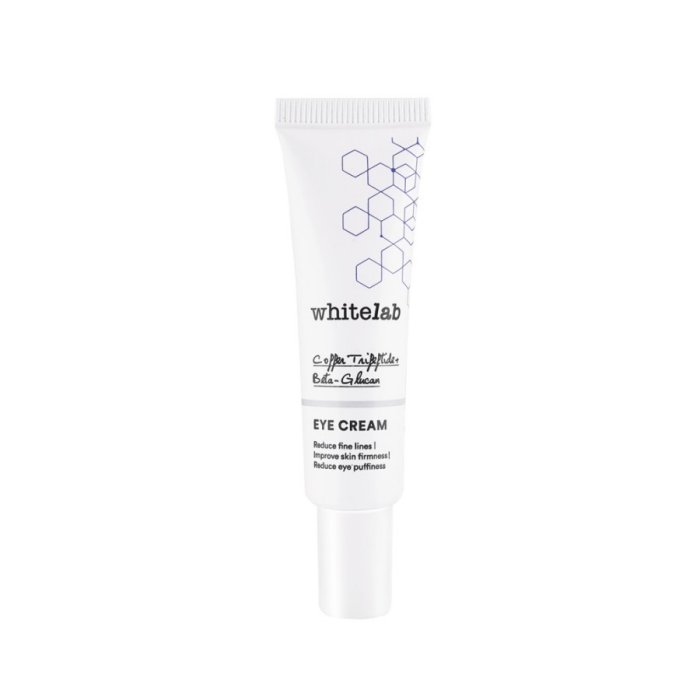 whitelab
Copper Tripeptide+
Beta-Glucan
EYE CREAM
Reduce fine lines |
Improve skin firmness |
Reduce eye puffiness